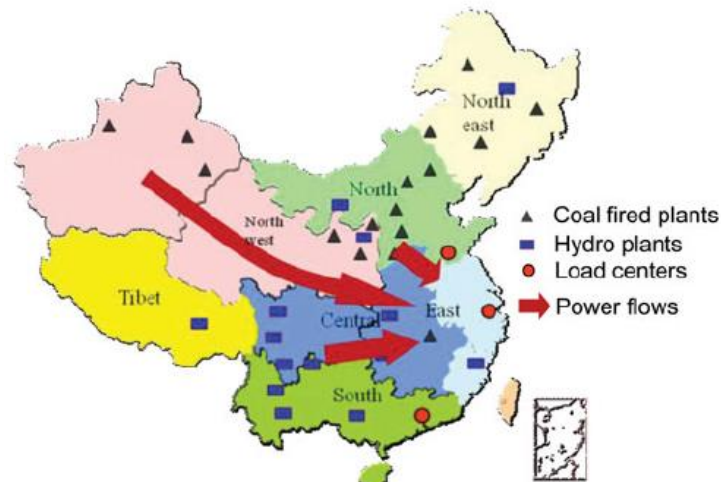 North
east
North
North
west
Tibet
Central
East
South
Coal fired plants
Hydro plants
Load centers
Power flows